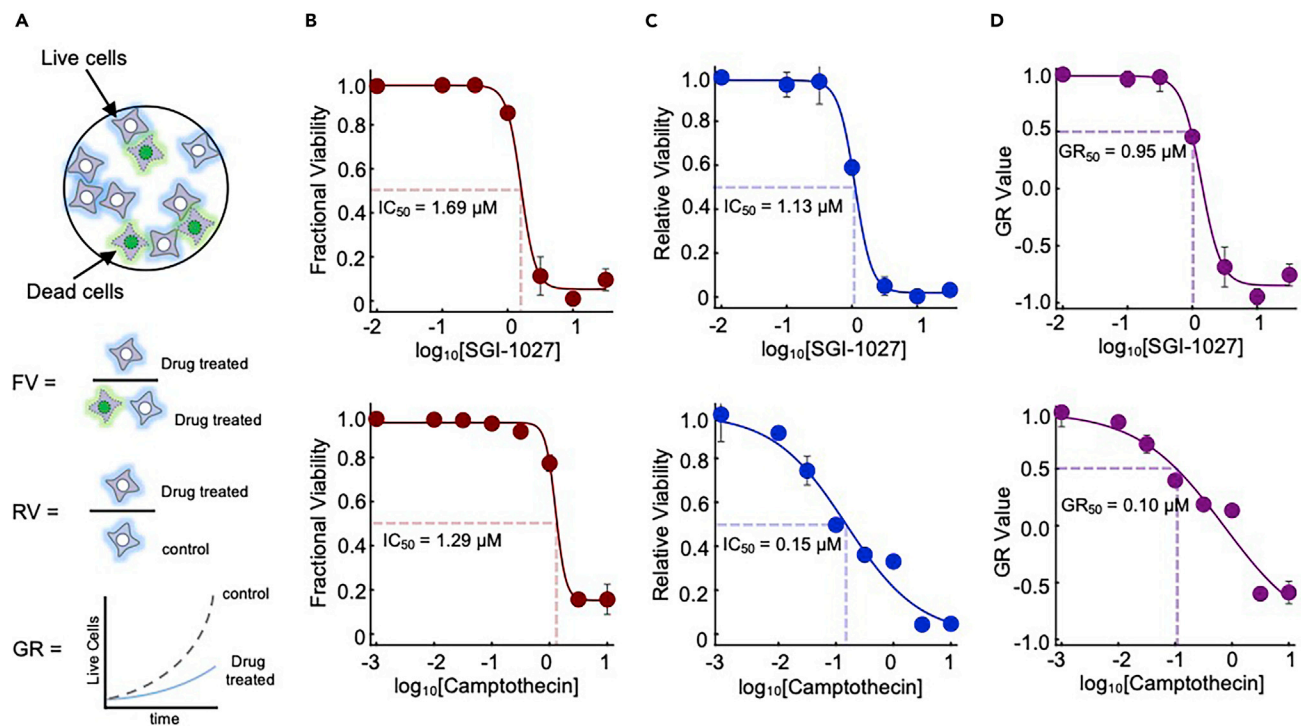 A
Live cells
Dead cells
FV =
Drug treated
Drug treated
RV =
Drug treated
control
GR =
Live Cells
control
Drug
treated
time
B
Fractional Viability
1.0
0.8
0.6
0.4
0.2
0
IC50 = 1.69 μM
-2
-1
0
1
log10[SGI-1027]
Fractional Viability
1.0
0.8
0.6
0.4
0.2
0
IC50 = 1.29 μM
-3
-2
-1
0
1
log10[Camptothecin]
C
Relative Viability
1.0
0.8
0.6
0.4
0.2
0
IC50 = 1.13 μM
-2
-1
0
1
log10[SGI-1027]
Relative Viability
1.0
0.8
0.6
0.4
0.2
0
IC50 = 0.15 μM
-3
-2
-1
0
1
log10[Camptothecin]
D
GR Value
1.0
0.5
0.0
-0.5
-1.0
GR50 = 0.95 μM
-2
-1
0
1
log10[SGI-1027]
GR Value
1.0
0.5
0.0
-0.5
-1.0
GR50 = 0.10 μM
-3
-2
-1
0
1
log10[Camptothecin]